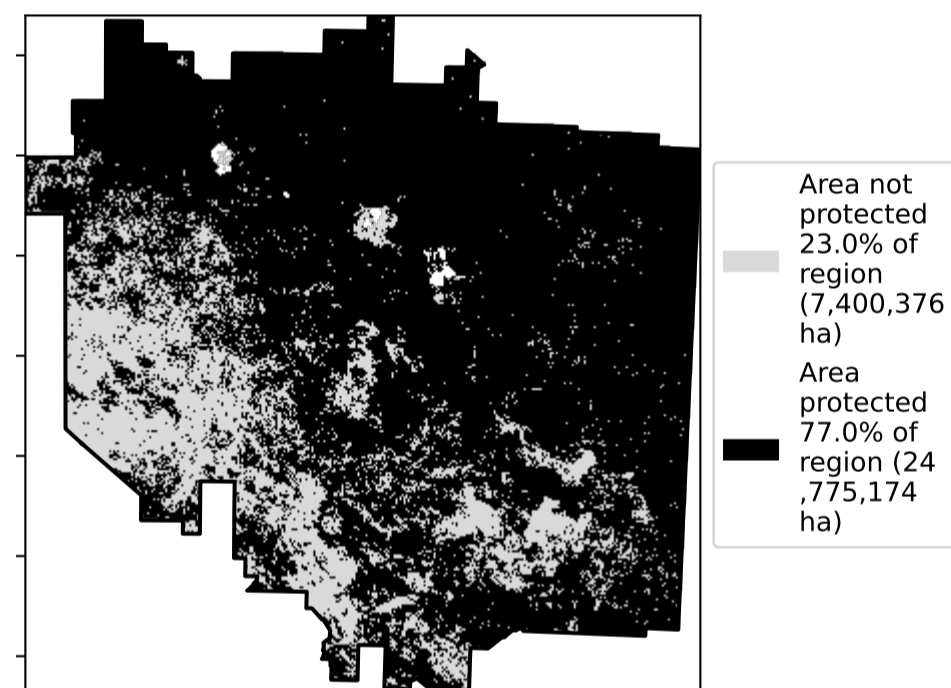 Area not
protected
23.0% of
region
(7,400,376
ha)
Area
protected
77.0% of
region (24
,775,174
ha)